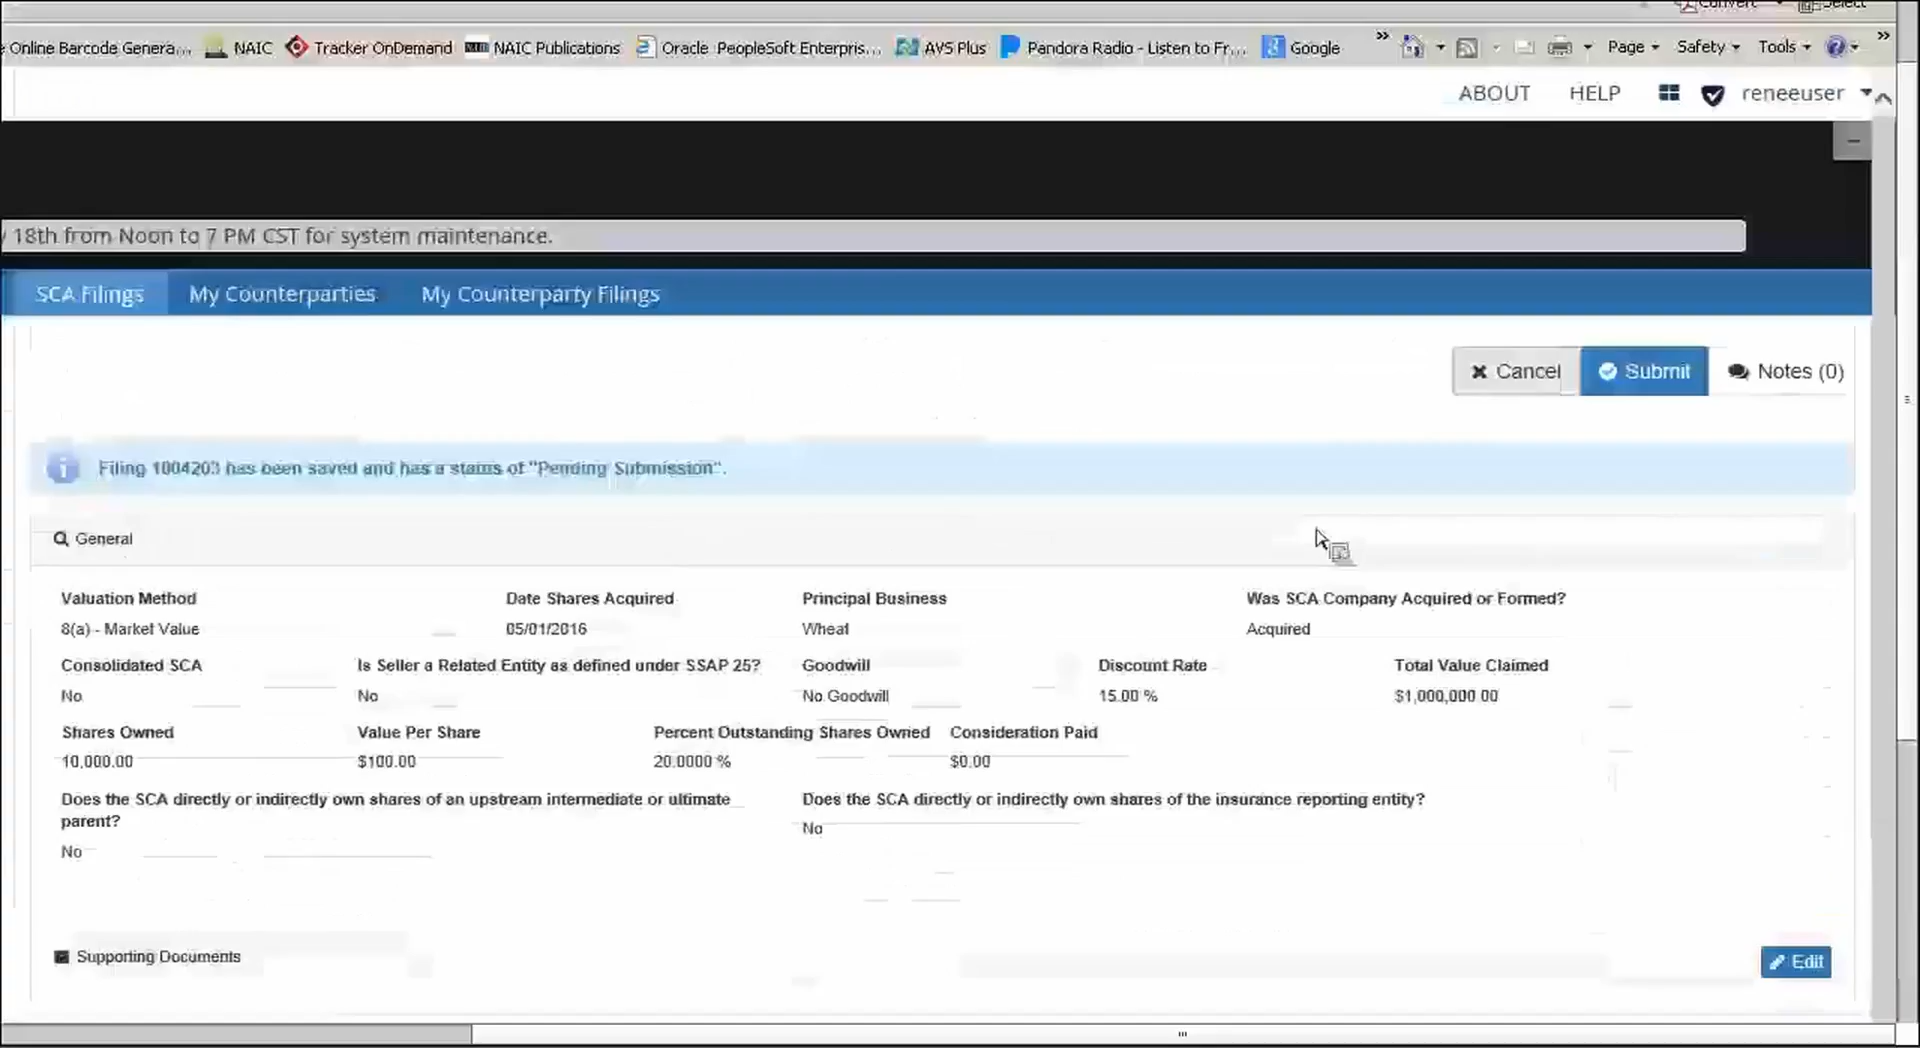 Convert Select
e Online Barcode Genera... NAIC Tracker OnDemand NAIC Publications Oracle PeopleSoft Enterpris... AVS Plus Pandora Radio - Listen to Fr... Google » Page Safety Tools »
ABOUT HELP reneeuser
y 18th from Noon to 7 PM CST for system maintenance.
SCA Filings My Counterparties My Counterparty Filings
Cancel Submit Notes (0)
Filing 1004203 has been saved and has a status of "Pending Submission".
General
Valuation Method Date Shares Acquired Principal Business Was SCA Company Acquired or Formed?
8(a) - Market Value 05/01/2016 Wheat Acquired
Consolidated SCA Is Seller a Related Entity as defined under SSAP 25? Goodwill Discount Rate Total Value Claimed
No No No Goodwill 15.00 % $1,000,000.00
Shares Owned Value Per Share Percent Outstanding Shares Owned Consideration Paid
10,000.00 $100.00 20.0000 % $0.00
Does the SCA directly or indirectly own shares of an upstream intermediate or ultimate parent? Does the SCA directly or indirectly own shares of the insurance reporting entity?
No No
Supporting Documents Edit